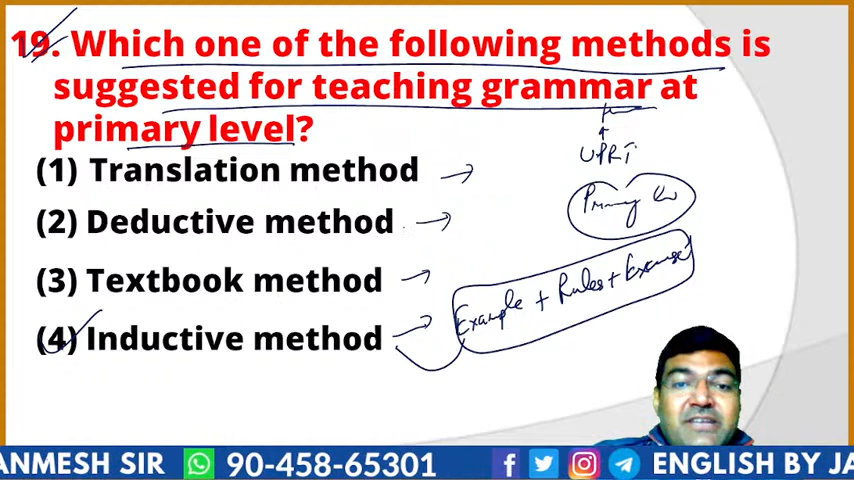 19. Which one of the following methods is
suggested for teaching grammar at
primary level?
UPRT
(1) Translation method
Primary
(2) Deductive method
(3) Textbook method
Example + Rules + Exercise
(4) Inductive method
ANMESH SIR 90-458-65301 ENGLISH BY JA